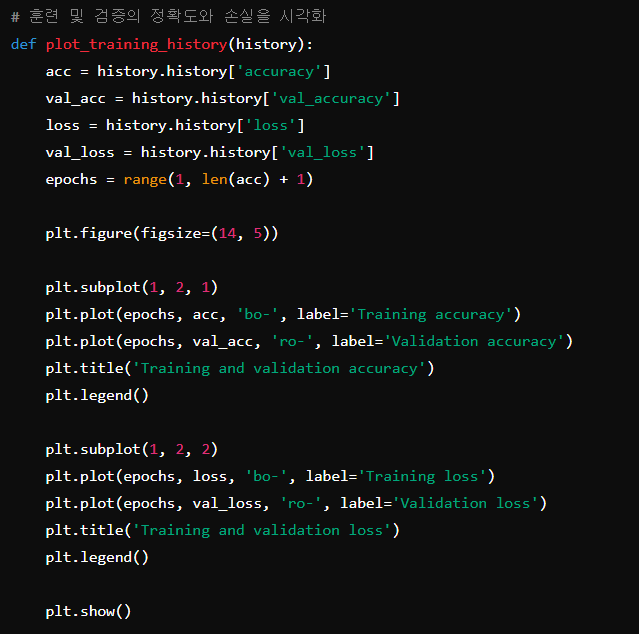 # 훈련 및 검증의 정확도와 손실을 시각화
def plot_training_history(history):
    acc = history.history['accuracy']
    val_acc = history.history['val_accuracy']
    loss = history.history['loss']
    val_loss = history.history['val_loss']
    epochs = range(1, len(acc) + 1)

    plt.figure(figsize=(14, 5))

    plt.subplot(1, 2, 1)
    plt.plot(epochs, acc, 'bo-', label='Training accuracy')
    plt.plot(epochs, val_acc, 'ro-', label='Validation accuracy')
    plt.title('Training and validation accuracy')
    plt.legend()

    plt.subplot(1, 2, 2)
    plt.plot(epochs, loss, 'bo-', label='Training loss')
    plt.plot(epochs, val_loss, 'ro-', label='Validation loss')
    plt.title('Training and validation loss')
    plt.legend()

    plt.show()